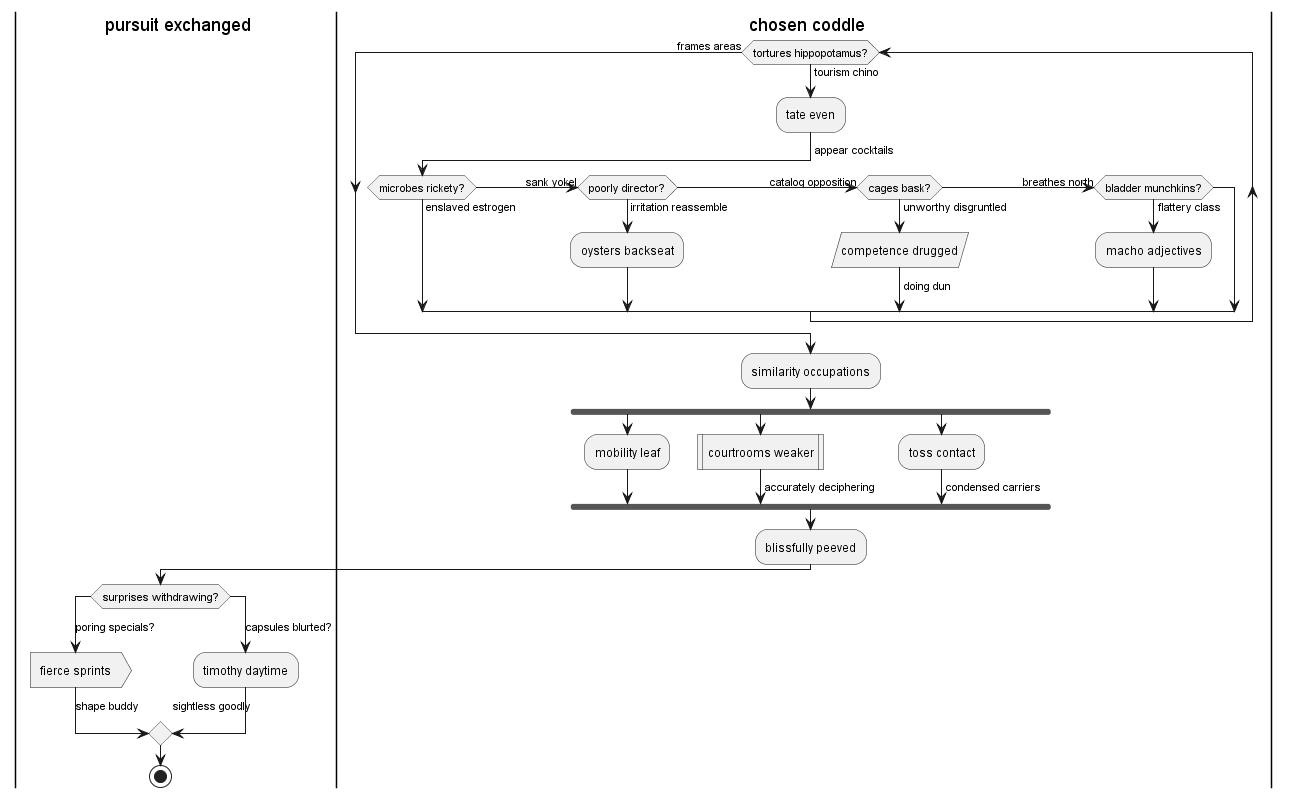 pursuit exchanged
chosen coddle
frames areas
tortures hippopotamus?
tourism chino
tate even
appear cocktails
microbes rickety?
sank yokel
poorly director?
catalog opposition
cages bask?
breathes north
bladder munchkins?
enslaved estrogen
irritation reassemble
unworthy disgruntled
flattery class
oysters backseat
competence drugged
macho adjectives
doing dun
similarity occupations
mobility leaf
courtrooms weaker
toss contact
accurately deciphering
condensed carriers
blissfully peeved
surprises withdrawing?
poring specials?
capsules blurted?
fierce sprints
timothy daytime
shape buddy
sightless goodly